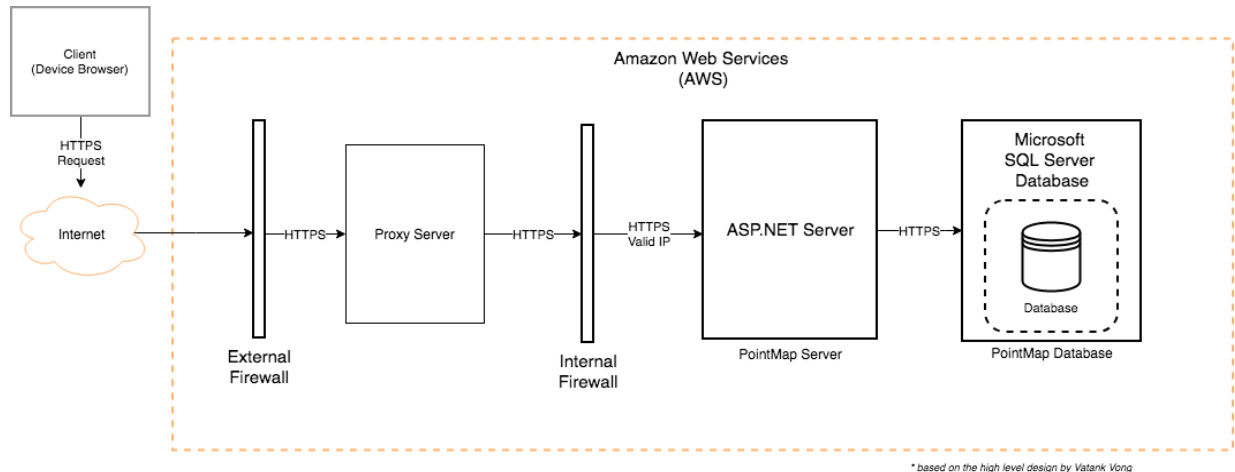 Client
(Device Browser)
HTTPS
Request
Internet
Amazon Web Services
(AWS)
External
Firewall
HTTPS
Proxy Server
HTTPS
Internal
Firewall
HTTPS
Valid IP
ASP.NET Server
PointMap Server
HTTPS
Microsoft
SQL Server
Database
Database
PointMap Database
* based on the high level design by Vatank Vong